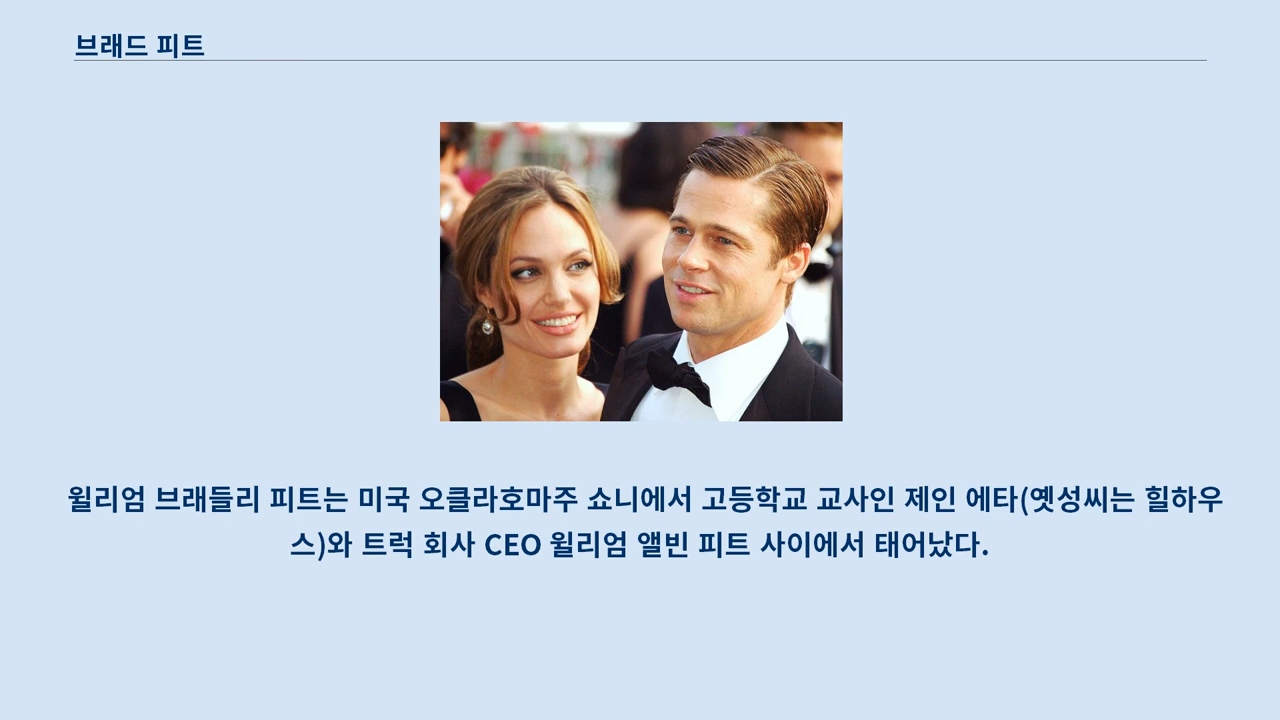 브래드 피트
윌리엄 브래들리 피트는 미국 오클라호마주 쇼니에서 고등학교 교사인 제인 에타(옛성씨는 힐하우
스)와 트럭 회사 CEO 윌리엄 앨빈 피트 사이에서 태어났다.